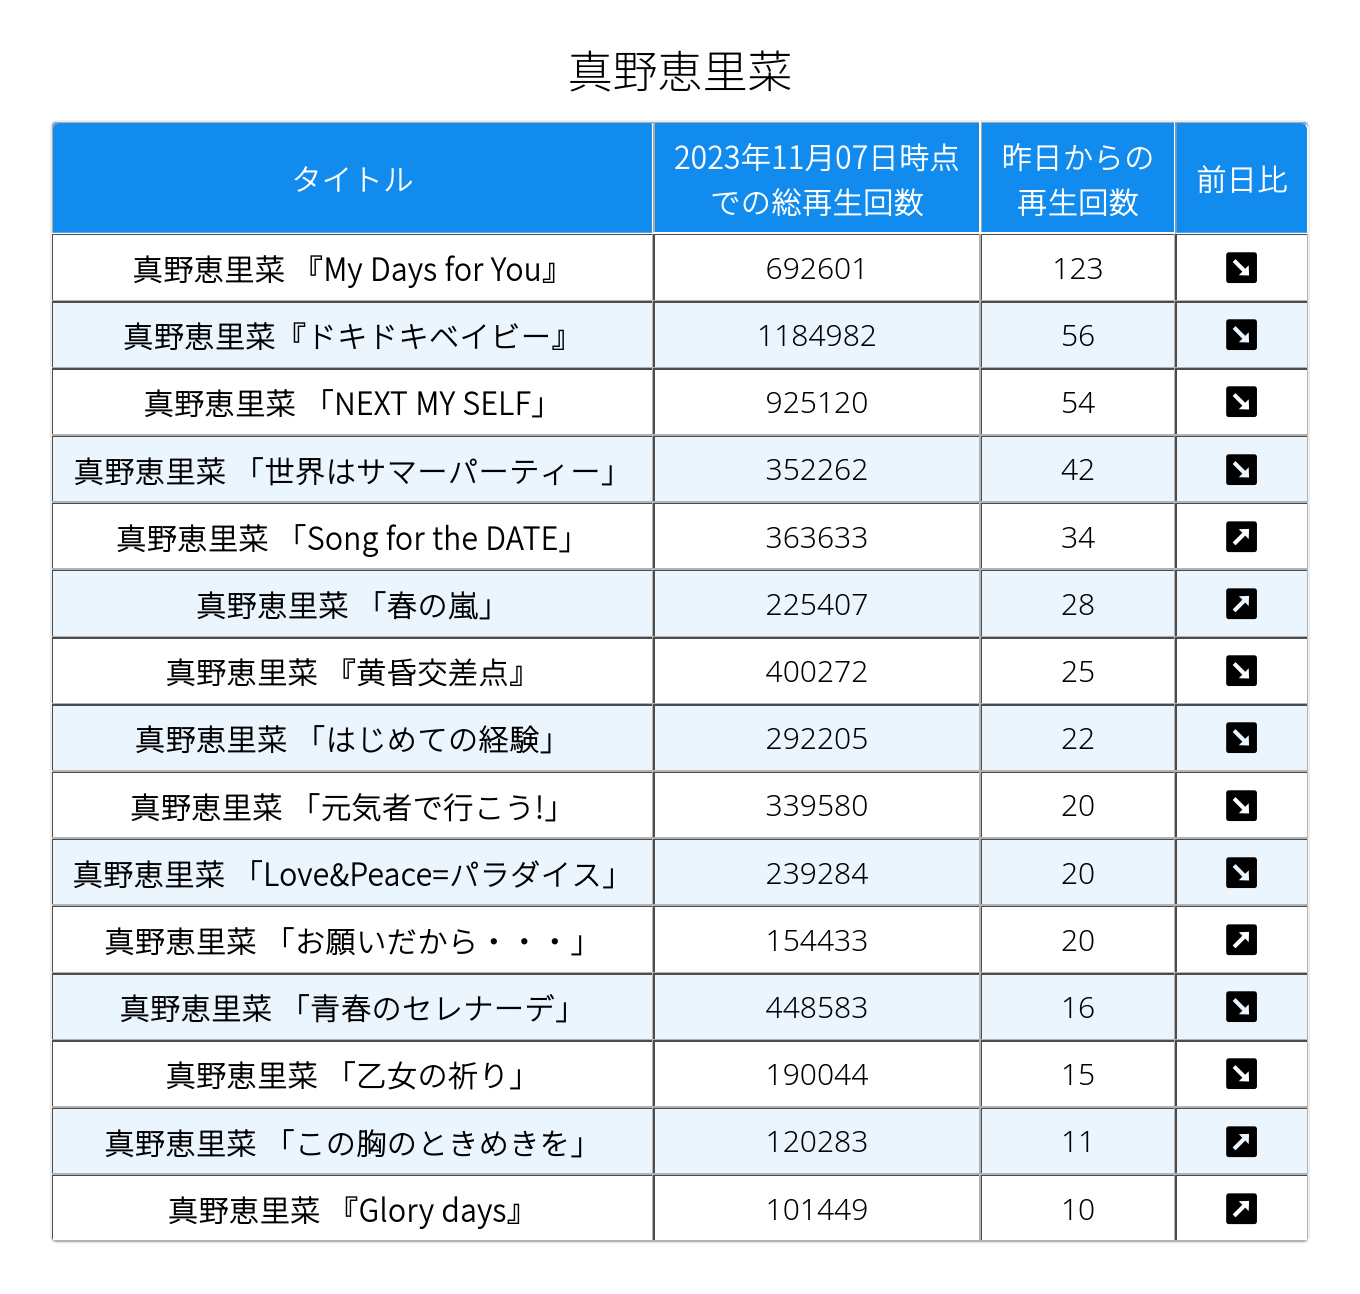 真野恵里菜
タイトル 2023年11月07日時点 での総再生回数 昨日からの 再生回数 前日比
真野恵里菜 『My Days for You』 692601 123 ↘
真野恵里菜『ドキドキベイビー』 1184982 56 ↘
真野恵里菜 「NEXT MY SELF」 925120 54 ↘
真野恵里菜 「世界はサマーパーティー」 352262 42 ↘
真野恵里菜 「Song for the DATE」 363633 34 ↗
真野恵里菜 「春の嵐」 225407 28 ↗
真野恵里菜 『黄昏交差点』 400272 25 ↘
真野恵里菜 「はじめての経験」 292205 22 ↘
真野恵里菜 「元気者で行こう!」 339580 20 ↘
真野恵里菜 「Love&Peace=パラダイス」 239284 20 ↘
真野恵里菜 「お願いだから・・・」 154433 20 ↗
真野恵里菜 「青春のセレナーデ」 448583 16 ↘
真野恵里菜 「乙女の祈り」 190044 15 ↘
真野恵里菜 「この胸のときめきを」 120283 11 ↗
真野恵里菜 『Glory days』 101449 10 ↗